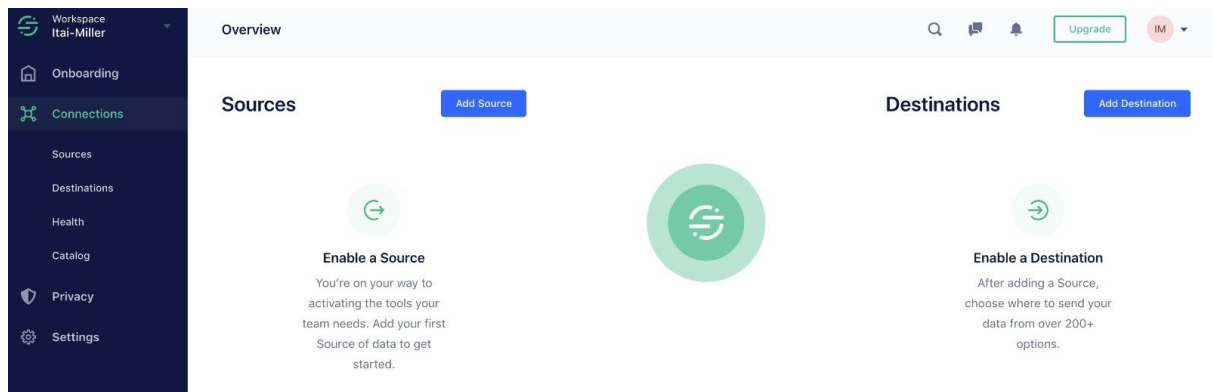 Workspace
Itai-Miller
Overview
Upgrade
IM
Onboarding
Connections
Sources
Destinations
Health
Catalog
Privacy
Settings
Sources
Add Source
Enable a Source
You're on your way to
activating the tools your
team needs. Add your first
Source of data to get
started.
Destinations
Add Destination
Enable a Destination
After adding a Source,
choose where to send your
data from over 200+
options.